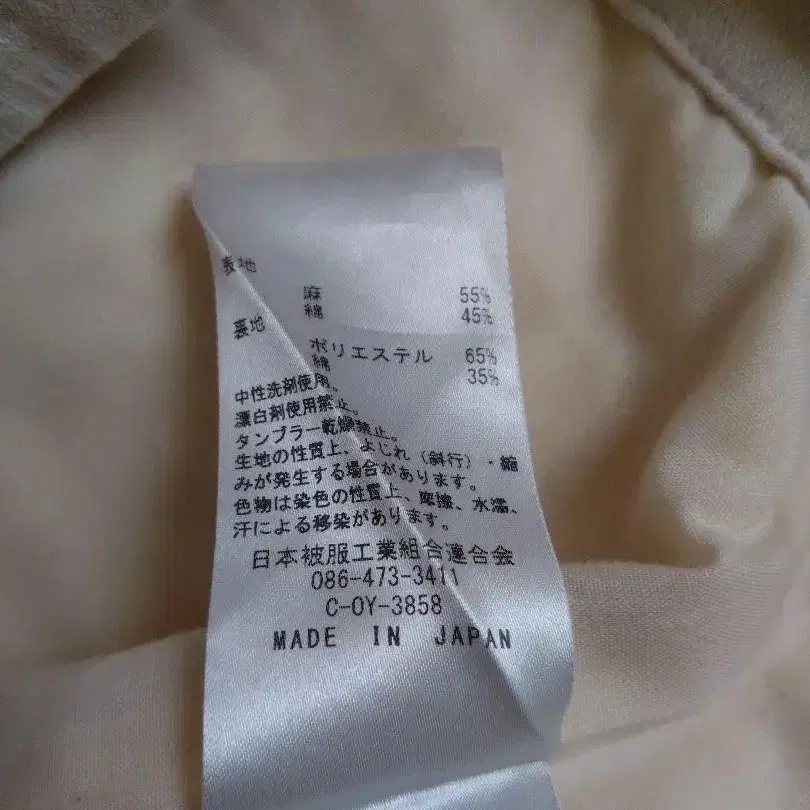 表地
麻 55%
綿 45%
裏地
ポリエステル 65%
綿 35%
中性洗剤使用。
漂白剤使用禁止。
タンブラー乾燥禁止。
生地の性質上、よじれ（斜行）・縮
みが発生する場合があります。
色物は染色の性質上、摩擦、水濡、
汗による移染があります。
日本被服工業組合連合会
086-473-3411
C-OY-3858
MADE IN JAPAN